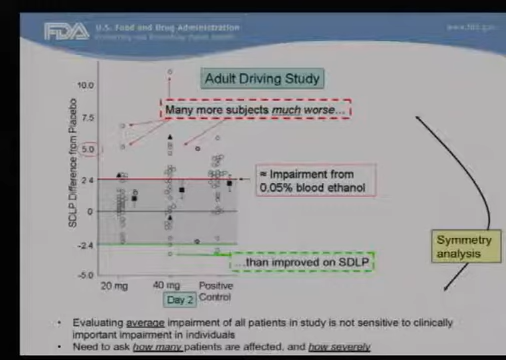 FDA U.S. Food and Drug Administration
www.fda.gov
Adult Driving Study
Many more subjects much worse...
SDLP Difference from Placebo
10.0
7.5
5.0
2.4
0
-2.4
-5.0
= Impairment from
0.05% blood ethanol
...than improved on SDLP
Symmetry
analysis
20 mg
40 mg
Positive
Control
Day 2
• Evaluating average impairment of all patients in study is not sensitive to clinically
important impairment in individuals
• Need to ask how many patients are affected, and how severely